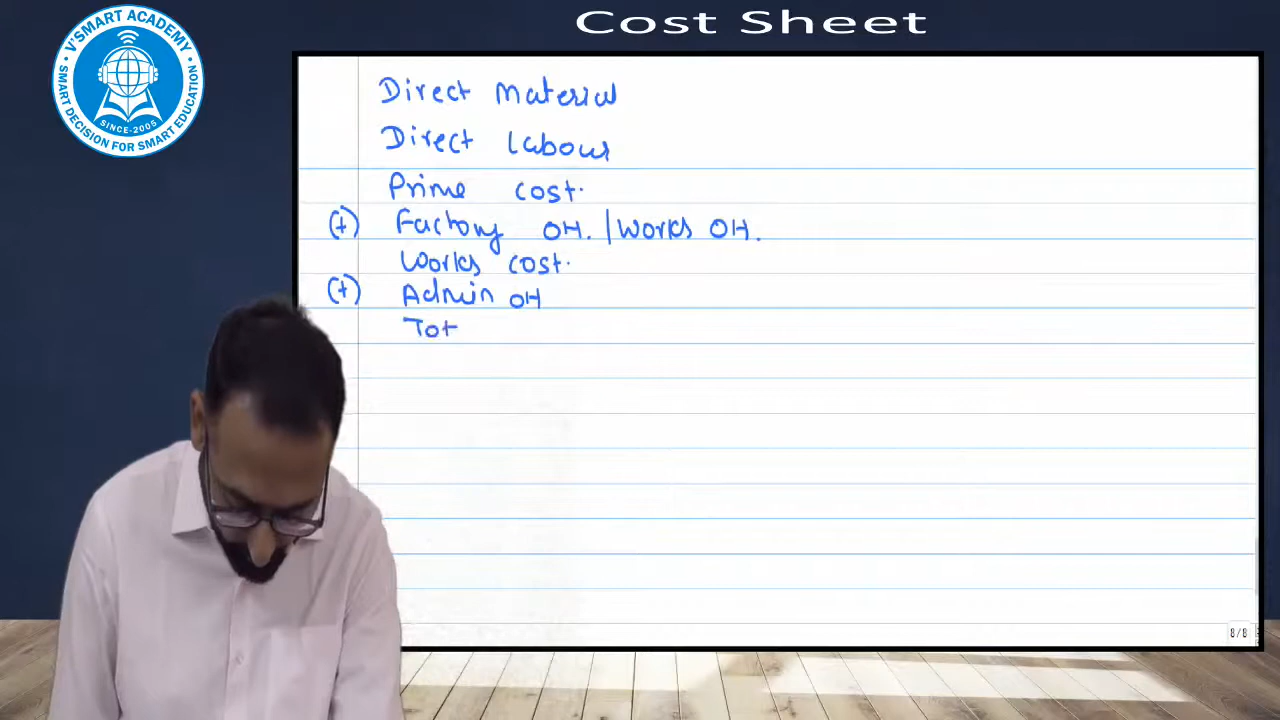 Cost Sheet
V'SMART ACADEMY
SINCE-2005
SMART DECISION FOR SMART EDUCATION
Direct Material
Direct labour
Prime cost.
(+) Factory OH. | Works OH.
Works cost.
(+) Admin OH
Tot
8/8